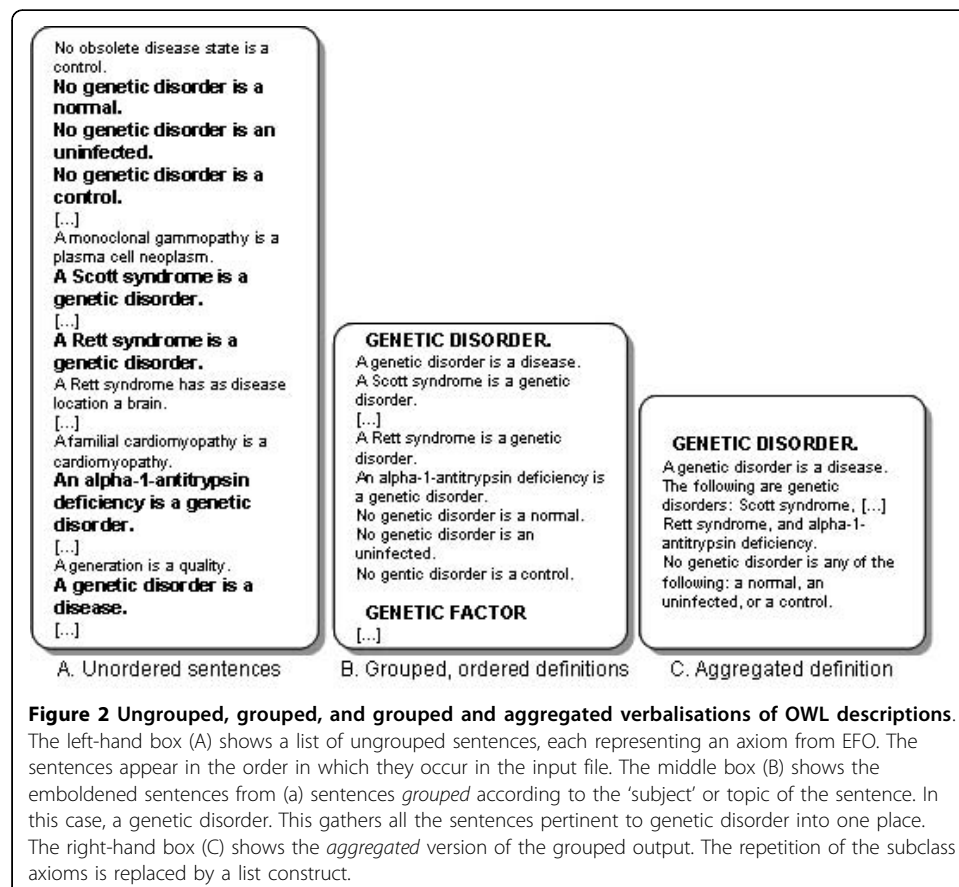 No obsolete disease state is a
control.
No genetic disorder is a
normal.
No genetic disorder is an
uninfected.
No genetic disorder is a
control.
[...]
A monoclonal gammopathy is a
plasma cell neoplasm.
A Scott syndrome is a
genetic disorder.
[...]
A Rett syndrome is a
genetic disorder.
A Rett syndrome has as disease
location a brain.
[...]
A familial cardiomyopathy is a
cardiomyopathy.
An alpha-1-antitrypsin
deficiency is a genetic
disorder.
[...]
A generation is a quality.
A genetic disorder is a
disease.
[...]
A. Unordered sentences
GENETIC DISORDER.
A genetic disorder is a disease.
A Scott syndrome is a genetic
disorder.
[...]
A Rett syndrome is a genetic
disorder.
An alpha-1-antitrypsin deficiency is
a genetic disorder.
No genetic disorder is a normal.
No genetic disorder is an
uninfected.
No gentic disorder is a control.
GENETIC FACTOR
[...]
B. Grouped, ordered definitions
GENETIC DISORDER.
A genetic disorder is a disease.
The following are genetic
disorders: Scott syndrome, [...]
Rett syndrome, and alpha-1-
antitrypsin deficiency.
No genetic disorder is any of the
following: a normal, an
uninfected, or a control.
C. Aggregated definition
Figure 2 Ungrouped, grouped, and grouped and aggregated verbalisations of OWL descriptions.
The left-hand box (A) shows a list of ungrouped sentences, each representing an axiom from EFO. The
sentences appear in the order in which they occur in the input file. The middle box (B) shows the
emboldened sentences from (a) sentences grouped according to the ‘subject’ or topic of the sentence. In
this case, a genetic disorder. This gathers all the sentences pertinent to genetic disorder into one place.
The right-hand box (C) shows the aggregated version of the grouped output. The repetition of the subclass
axioms is replaced by a list construct.